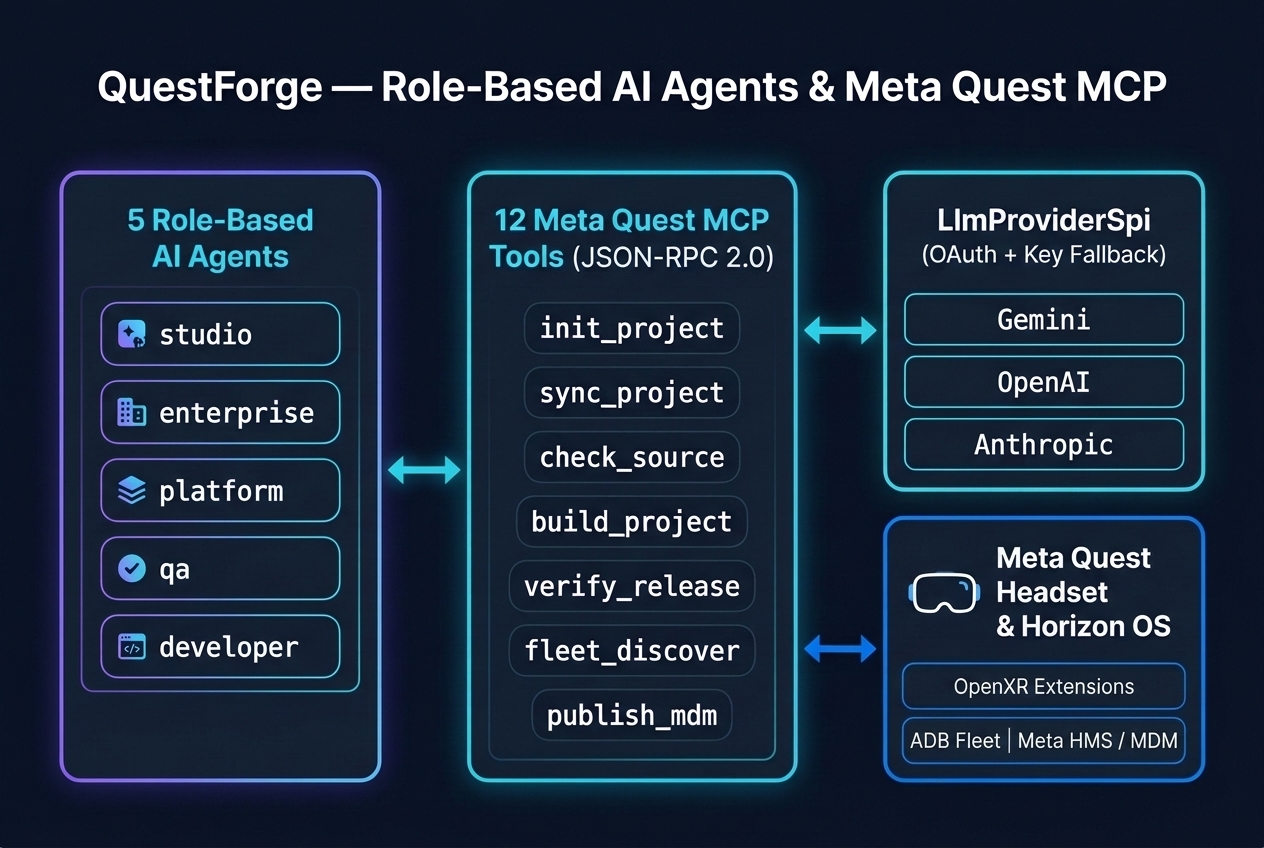 QuestForge — Role-Based AI Agents & Meta Quest MCP
5 Role-Based
AI Agents
studio
enterprise
platform
qa
developer
12 Meta Quest MCP
Tools (JSON-RPC 2.0)
init_project
sync_project
check_source
build_project
verify_release
fleet_discover
publish_mdm
LlmProviderSpi
(OAuth + Key Fallback)
Gemini
OpenAI
Anthropic
Meta Quest
Headset
& Horizon OS
OpenXR Extensions
ADB Fleet | Meta HMS / MDM